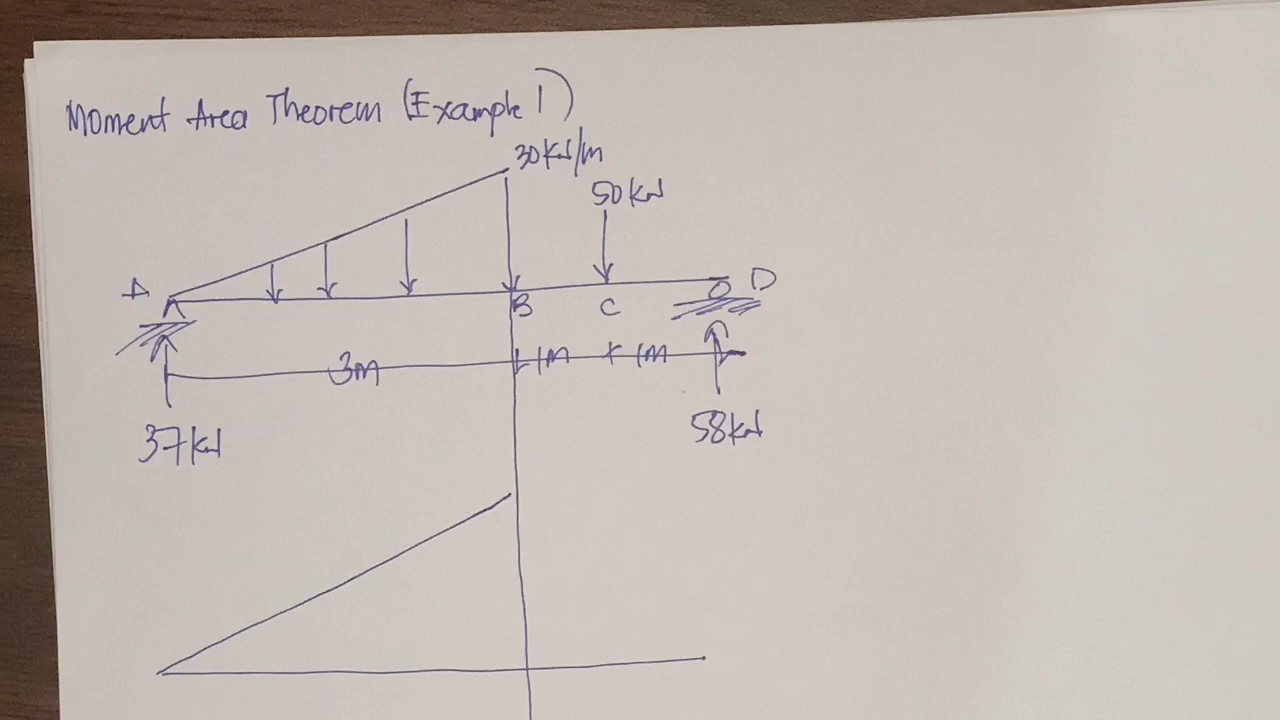 Moment Area Theorem (Example 1)
30kN/m
50kN
A
B
C
D
3m
1m
1m
37kN
58kN